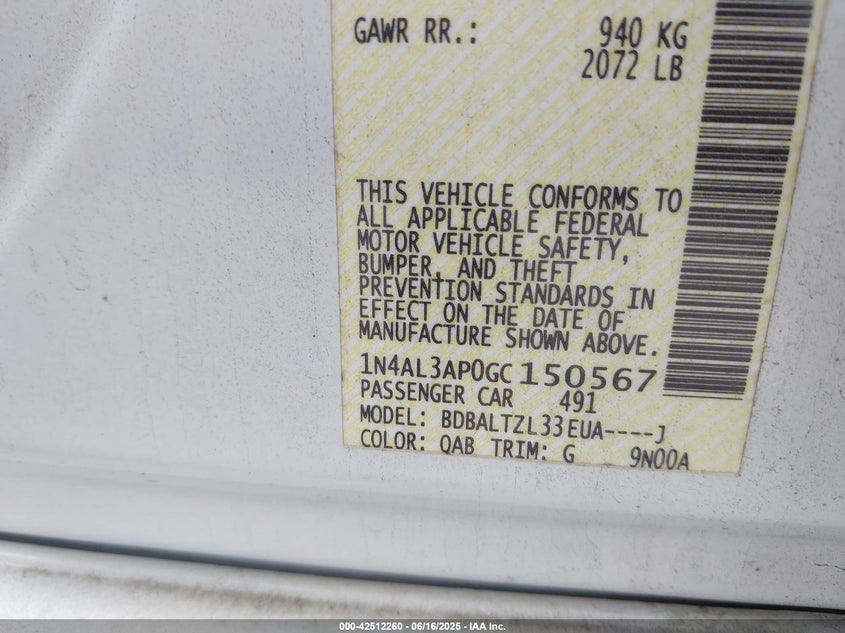 GAWR RR.: 940 KG
2072 LB
THIS VEHICLE CONFORMS TO
ALL APPLICABLE FEDERAL
MOTOR VEHICLE SAFETY,
BUMPER, AND THEFT
PREVENTION STANDARDS IN
EFFECT ON THE DATE OF
MANUFACTURE SHOWN ABOVE.
1N4AL3AP0GC150567
PASSENGER CAR 491
MODEL: BDBALTZL33EUA----J
COLOR: QAB TRIM: G 9N00A
000-42512260 - 06/16/2025 - IAA Inc.